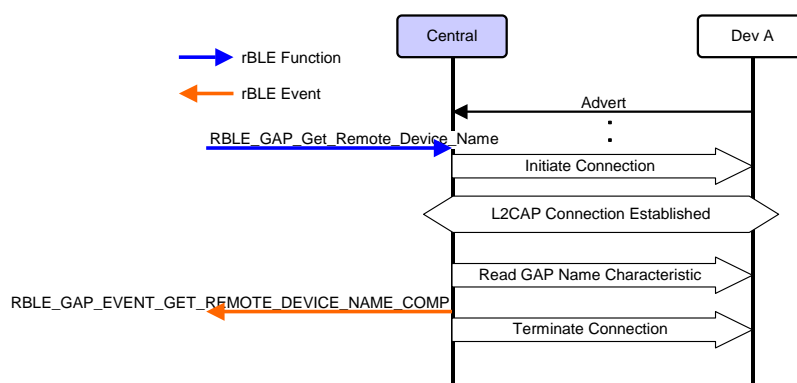 Central
Dev A
rBLE Function
rBLE Event
Advert
RBLE_GAP_Get_Remote_Device_Name
Initiate Connection
L2CAP Connection Established
Read GAP Name Characteristic
RBLE_GAP_EVENT_GET_REMOTE_DEVICE_NAME_COMP
Terminate Connection